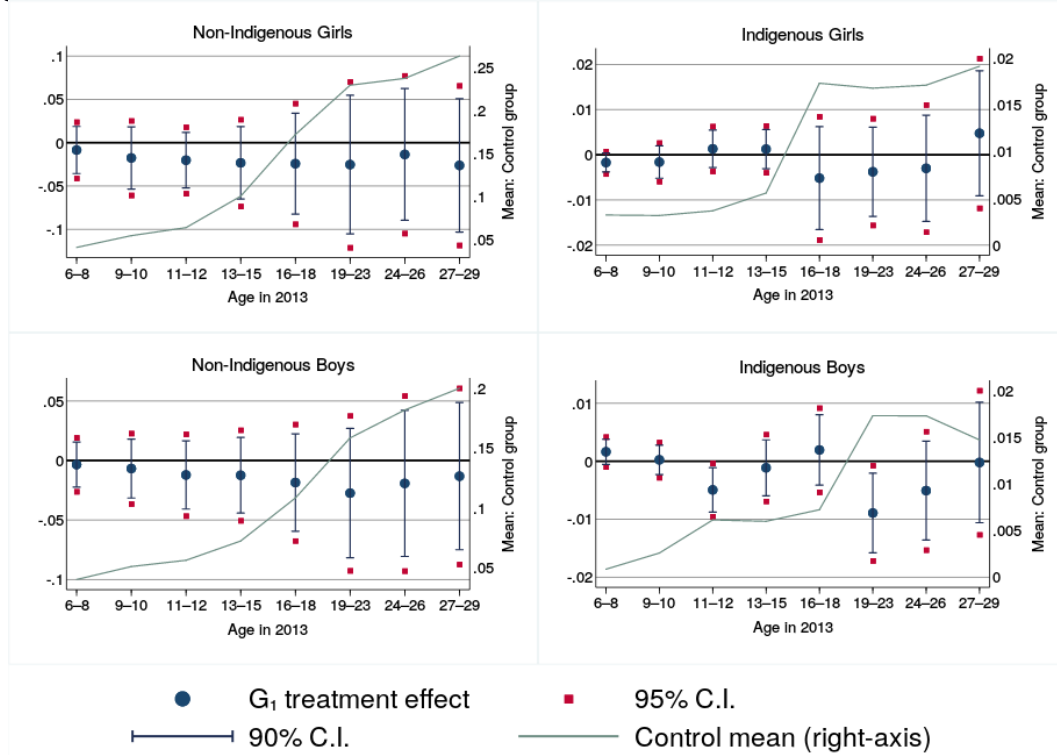 Non-Indigenous Girls
.1
.05
0
-.05
-.1
.25
.2
.15
.1
.05
Mean: Control group
6–8 9–10 11–12 13–15 16–18 19–23 24–26 27–29
Age in 2013
Indigenous Girls
.02
.01
0
-.01
-.02
.02
.015
.01
.005
0
Mean: Control group
6–8 9–10 11–12 13–15 16–18 19–23 24–26 27–29
Age in 2013
Non-Indigenous Boys
.05
0
-.05
-.1
.2
.15
.1
.05
Mean: Control group
6–8 9–10 11–12 13–15 16–18 19–23 24–26 27–29
Age in 2013
Indigenous Boys
.01
0
-.01
-.02
.02
.015
.01
.005
0
Mean: Control group
6–8 9–10 11–12 13–15 16–18 19–23 24–26 27–29
Age in 2013
G₁ treatment effect
95% C.I.
90% C.I.
Control mean (right-axis)